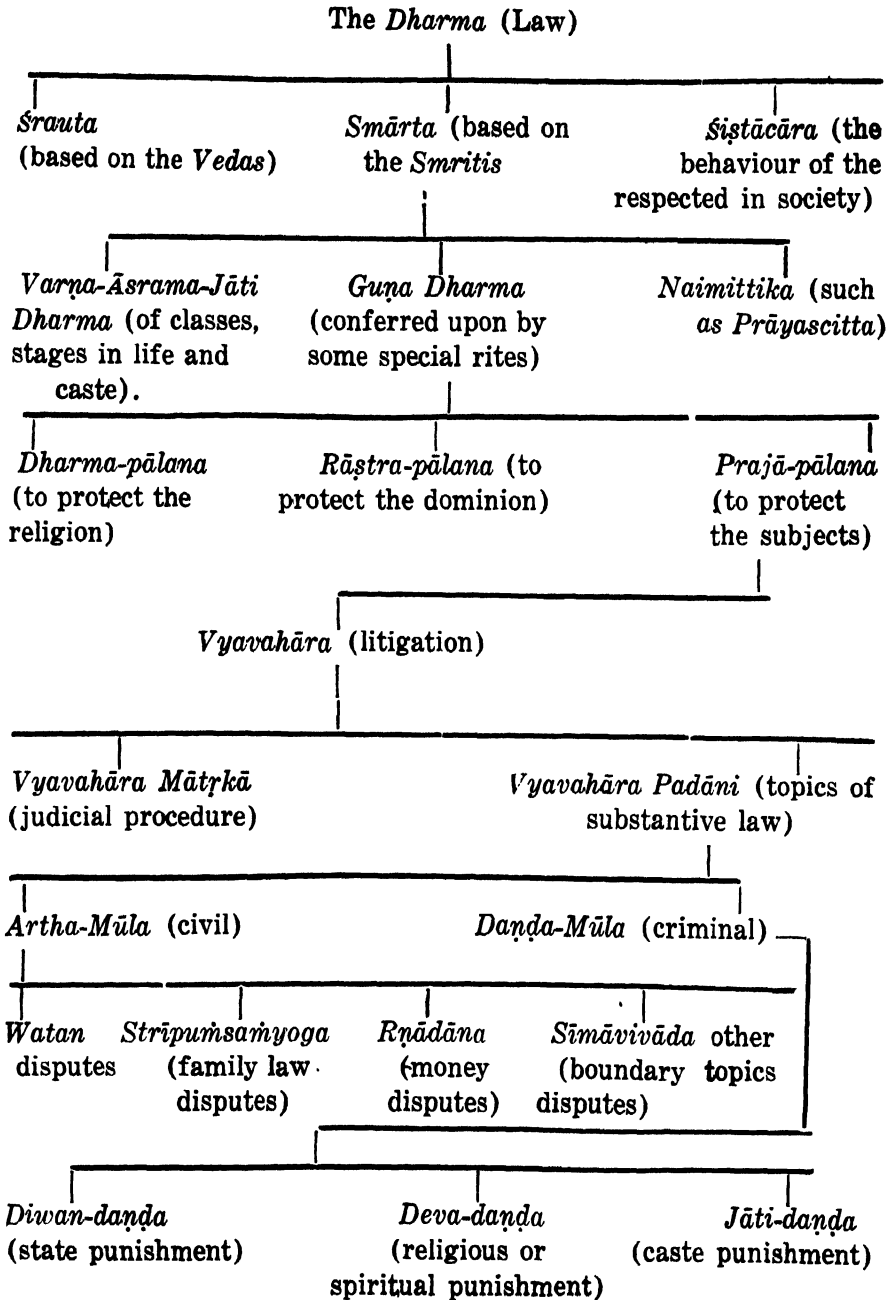 The Dharma (Law)
Śrauta
(based on the Vedas)
Smārta (based on
the Smritis
Śiṣtācāra (the
behaviour of the
respected in society)
Varṇa-Āsrama-Jāti
Dharma (of classes,
stages in life and
caste).
Guṇa Dharma
(conferred upon by
some special rites)
Naimittika (such
as Prāyascitta)
Dharma-pālana
(to protect the
religion)
Rāṣtra-pālana (to
protect the dominion)
Prajā-pālana
(to protect
the subjects)
Vyavahāra (litigation)
Vyavahāra Mātṛkā
(judicial procedure)
Vyavahāra Padāni (topics of
substantive law)
Artha-Mūla (civil)
Daṇḍa-Mūla (criminal)
Watan
disputes
Strīpuṁsaṁyoga
(family law
disputes)
Rṇādāna
(money
disputes)
Sīmāvivāda
(boundary
disputes)
other
topics
Diwan-daṇḍa
(state punishment)
Deva-daṇḍa
(religious or
spiritual punishment)
Jāti-daṇḍa
(caste punishment)